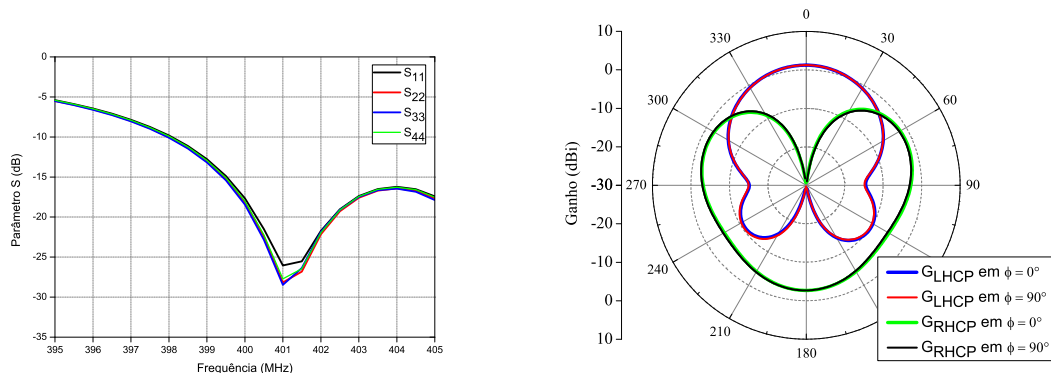 0
-5
-10
-15
-20
-25
-30
-35
Parâmetro S (dB)
395 396 397 398 399 400 401 402 403 404 405
Frequência (MHz)
S11
S22
S33
S44
10
0
-10
-20
-30
-20
-10
0
10
Ganho (dBi)
0
30
60
90
180
210
240
270
300
330
GLHCP em ϕ = 0°
GLHCP em ϕ = 90°
GRHCP em ϕ = 0°
GRHCP em ϕ = 90°